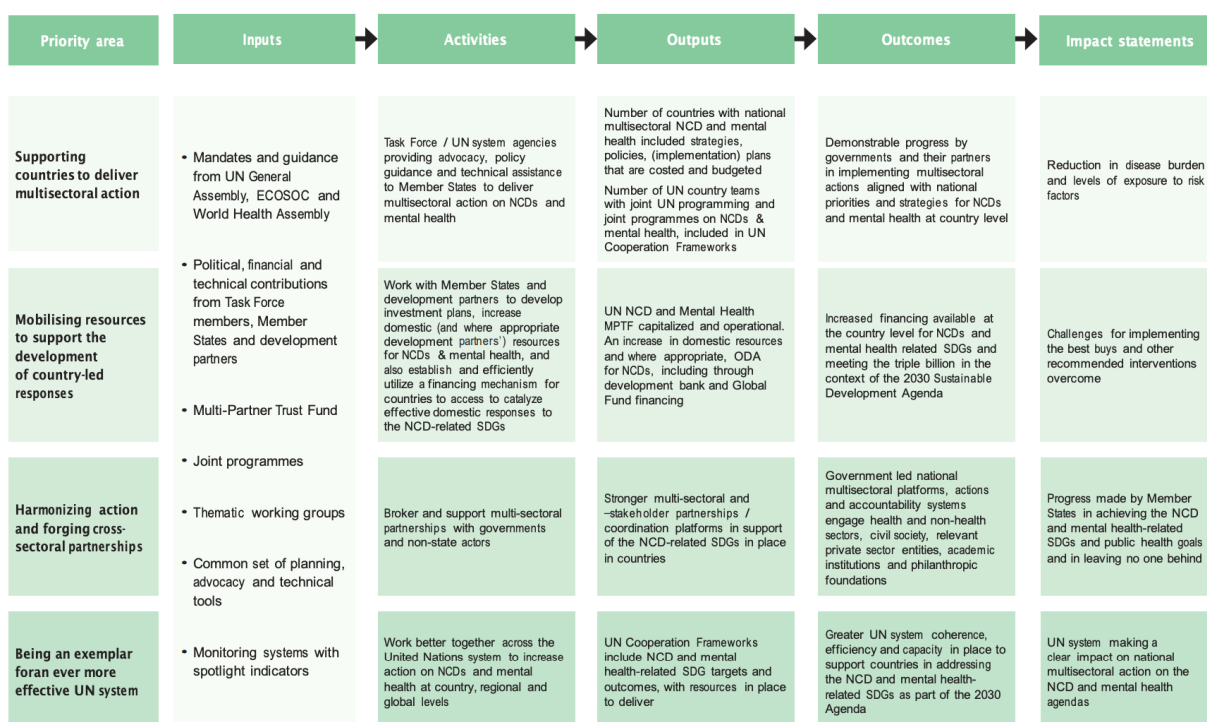 Priority area
Inputs
Activities
Outputs
Outcomes
Impact statements
Supporting
countries to deliver
multisectoral action
• Mandates and guidance
from UN General
Assembly, ECOSOC and
World Health Assembly
• Political, financial and
technical contributions
from Task Force
members, Member
States and development
partners
• Multi-Partner Trust Fund
• Joint programmes
• Thematic working groups
• Common set of planning,
advocacy and technical
tools
• Monitoring systems with
spotlight indicators
Task Force / UN system agencies
providing advocacy, policy
guidance and technical assistance
to Member States to deliver
multisectoral action on NCDs and
mental health
Number of countries with national
multisectoral NCD and mental
health included strategies,
policies, (implementation) plans
that are costed and budgeted
Number of UN country teams
with joint UN programming and
joint programmes on NCDs &
mental health, included in UN
Cooperation Frameworks
Demonstrable progress by
governments and their partners
in implementing multisectoral
actions aligned with national
priorities and strategies for NCDs
and mental health at country level
Reduction in disease burden
and levels of exposure to risk
factors
Mobilising resources
to support the
development
of country-led
responses
Work with Member States and
development partners to develop
investment plans, increase
domestic (and where appropriate
development partners') resources
for NCDs & mental health, and
also establish and efficiently
utilize a financing mechanism for
countries to access to catalyze
effective domestic responses to
the NCD-related SDGs
UN NCD and Mental Health
MPTF capitalized and operational.
An increase in domestic resources
and where appropriate, ODA
for NCDs, including through
development bank and Global
Fund financing
Increased financing available at
the country level for NCDs and
mental health related SDGs and
meeting the triple billion in the
context of the 2030 Sustainable
Development Agenda
Challenges for implementing
the best buys and other
recommended interventions
overcome
Harmonizing action
and forging cross-
sectoral partnerships
Broker and support multi-sectoral
partnerships with governments
and non-state actors
Stronger multi-sectoral and
–stakeholder partnerships /
coordination platforms in support
of the NCD-related SDGs in place
in countries
Government led national
multisectoral platforms, actions
and accountability systems
engage health and non-health
sectors, civil society, relevant
private sector entities, academic
institutions and philanthropic
foundations
Progress made by Member
States in achieving the NCD
and mental health-related
SDGs and public health goals
and in leaving no one behind
Being an exemplar
foran ever more
effective UN system
Work better together across the
United Nations system to increase
action on NCDs and mental
health at country, regional and
global levels
UN Cooperation Frameworks
include NCD and mental
health-related SDG targets and
outcomes, with resources in place
to deliver
Greater UN system coherence,
efficiency and capacity in place to
support countries in addressing
the NCD and mental health-
related SDGs as part of the 2030
Agenda
UN system making a
clear impact on national
multisectoral action on the
NCD and mental health
agendas